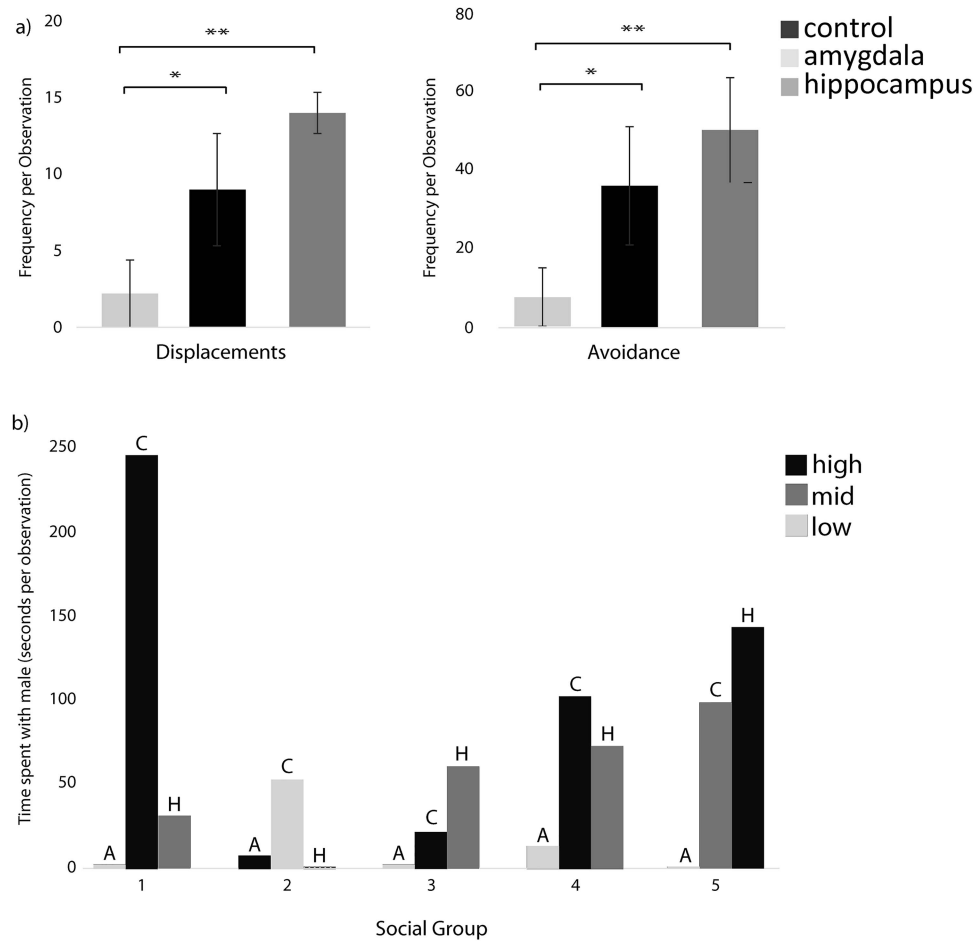 a)
20
15
10
5
0
Frequency per Observation
**
*
Displacements
80
60
40
20
0
Frequency per Observation
**
*
Avoidance
control
amygdala
hippocampus
b)
250
200
150
100
50
0
Time spent with male (seconds per observation)
A C H
A C H
A C H
A C H
A C H
1 2 3 4 5
Social Group
high
mid
low